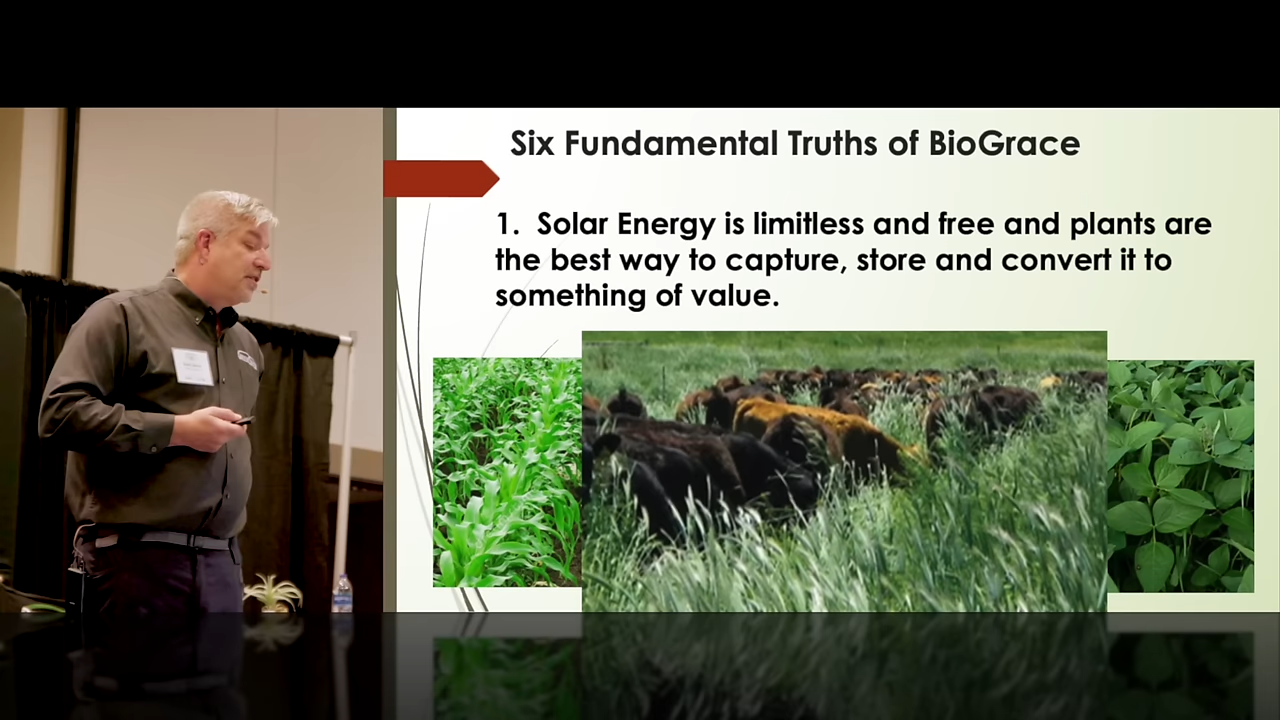 Six Fundamental Truths of BioGrace
1. Solar Energy is limitless and free and plants are
the best way to capture, store and convert it to
something of value.